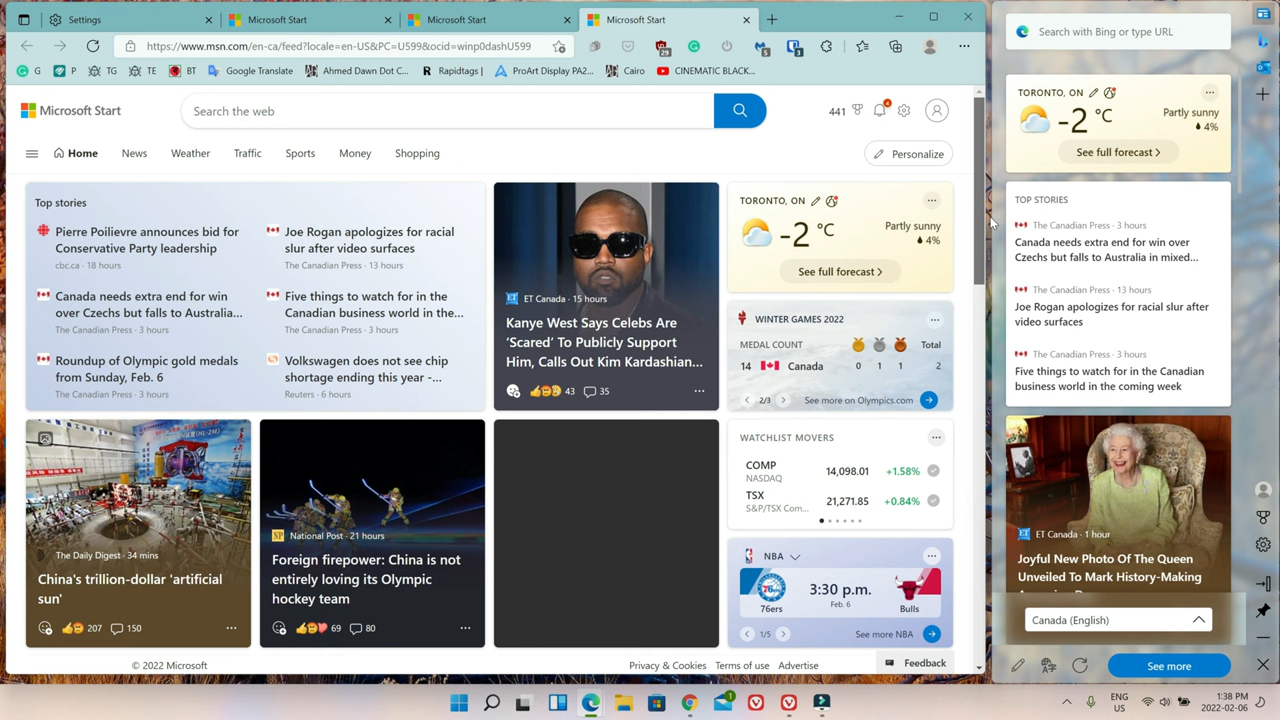 Settings
Microsoft Start
Microsoft Start
Microsoft Start
https://www.msn.com/en-ca/feed?locale=en-US&PC=U599&ocid=winp0dashU599
29
5
3
G
P
TG
TE
BT
Google Translate
Ahmed Dawn Dot C...
Rapidtags |
ProArt Display PA2...
Cairo
CINEMATIC BLACK...
Microsoft Start
Search the web
441
4
Home
News
Weather
Traffic
Sports
Money
Shopping
Personalize
Top stories
Pierre Poilievre announces bid for
Conservative Party leadership
cbc.ca · 18 hours
Joe Rogan apologizes for racial
slur after video surfaces
The Canadian Press · 13 hours
Canada needs extra end for win
over Czechs but falls to Australia...
The Canadian Press · 3 hours
Five things to watch for in the
Canadian business world in the...
The Canadian Press · 3 hours
Roundup of Olympic gold medals
from Sunday, Feb. 6
The Canadian Press · 3 hours
Volkswagen does not see chip
shortage ending this year -...
Reuters · 6 hours
ET Canada · 15 hours
Kanye West Says Celebs Are
‘Scared’ To Publicly Support
Him, Calls Out Kim Kardashian...
43
35
TORONTO, ON
-2 °C
Partly sunny
4%
See full forecast
WINTER GAMES 2022
MEDAL COUNT
Total
14
Canada
0
1
1
2
2/3
See more on Olympics.com
The Daily Digest · 34 mins
China's trillion-dollar 'artificial
sun'
207
150
NP
National Post · 21 hours
Foreign firepower: China is not
entirely loving its Olympic
hockey team
69
80
WATCHLIST MOVERS
COMP
NASDAQ
14,098.01
+1.58%
TSX
S&P/TSX Com...
21,271.85
+0.84%
NBA
76ers
3:30 p.m.
Feb. 6
Bulls
1/5
See more NBA
© 2022 Microsoft
Privacy & Cookies
Terms of use
Advertise
Feedback
Search with Bing or type URL
TORONTO, ON
-2 °C
Partly sunny
4%
See full forecast
TOP STORIES
The Canadian Press · 3 hours
Canada needs extra end for win over
Czechs but falls to Australia in mixed...
The Canadian Press · 13 hours
Joe Rogan apologizes for racial slur after
video surfaces
The Canadian Press · 3 hours
Five things to watch for in the Canadian
business world in the coming week
ET Canada · 1 hour
Joyful New Photo Of The Queen
Unveiled To Mark History-Making
Canada (English)
See more
1
ENG
US
1:38 PM
2022-02-06